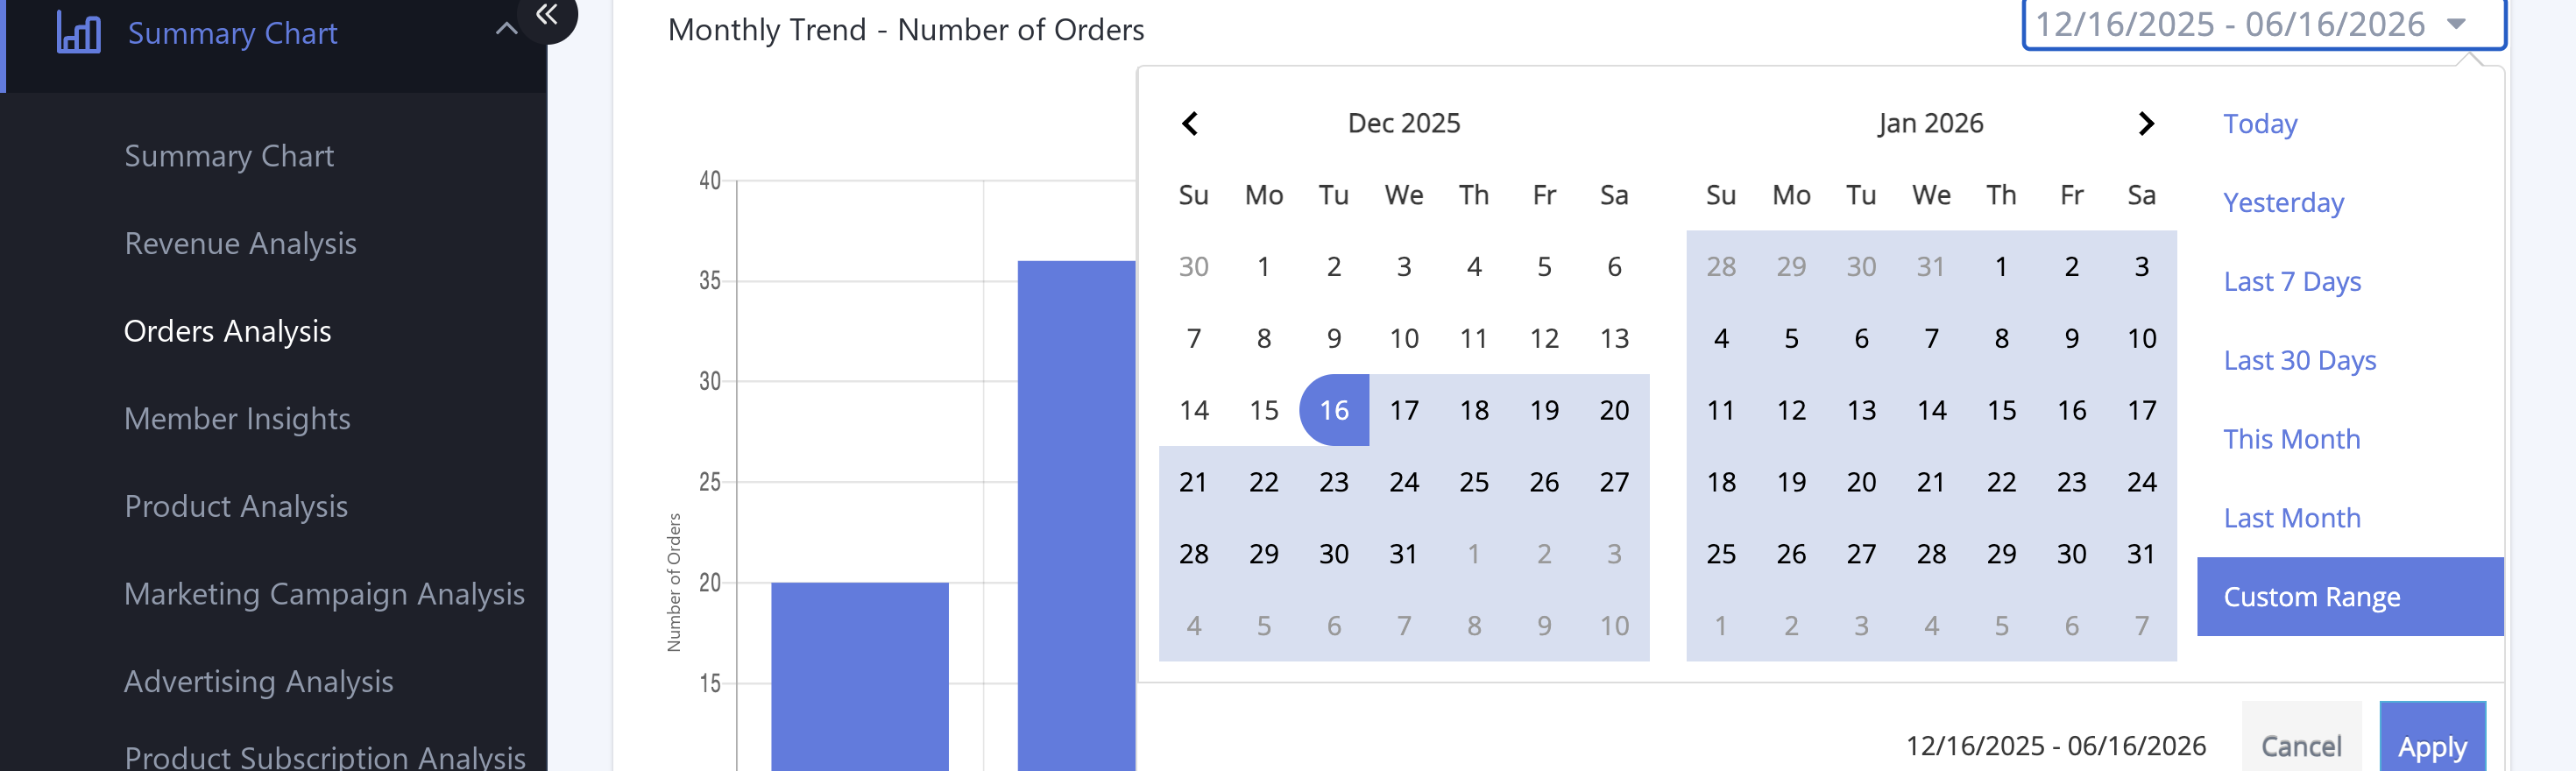 Summary Chart
Summary Chart
Revenue Analysis
Orders Analysis
Member Insights
Product Analysis
Marketing Campaign Analysis
Advertising Analysis
Product Subscription Analysis
Monthly Trend - Number of Orders
12/16/2025 - 06/16/2026
40
35
30
25
20
15
Number of Orders
Dec 2025
Su Mo Tu We Th Fr Sa
30 1 2 3 4 5 6
7 8 9 10 11 12 13
14 15 16 17 18 19 20
21 22 23 24 25 26 27
28 29 30 31 1 2 3
4 5 6 7 8 9 10
Jan 2026
Su Mo Tu We Th Fr Sa
28 29 30 31 1 2 3
4 5 6 7 8 9 10
11 12 13 14 15 16 17
18 19 20 21 22 23 24
25 26 27 28 29 30 31
1 2 3 4 5 6 7
Today
Yesterday
Last 7 Days
Last 30 Days
This Month
Last Month
Custom Range
12/16/2025 - 06/16/2026
Cancel
Apply